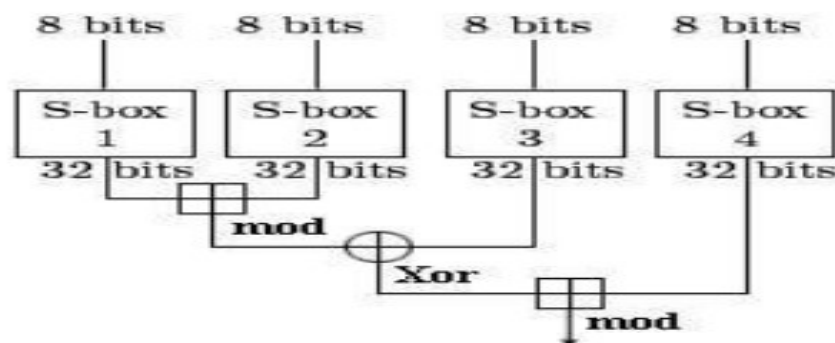 8 bits 8 bits 8 bits 8 bits
S-box S-box S-box S-box
1 2 3 4
32 bits 32 bits 32 bits 32 bits
mod
Xor
mod